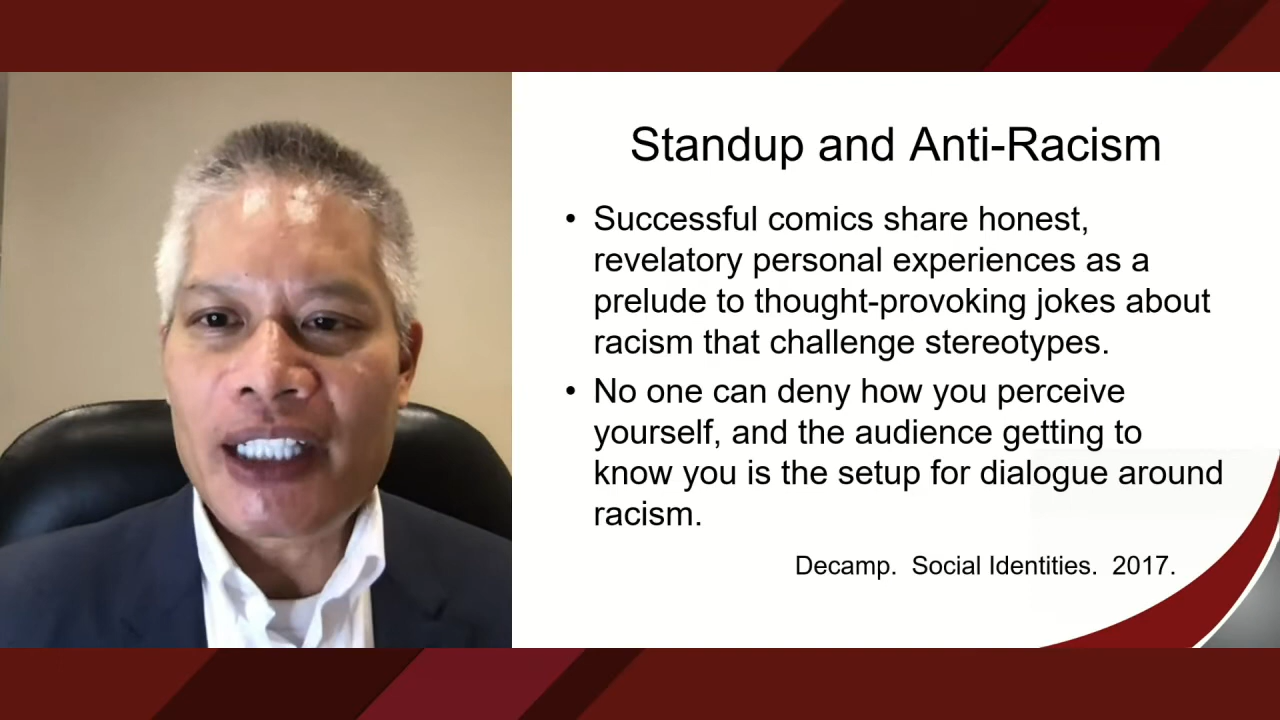 Standup and Anti-Racism
• Successful comics share honest,
revelatory personal experiences as a
prelude to thought-provoking jokes about
racism that challenge stereotypes.
• No one can deny how you perceive
yourself, and the audience getting to
know you is the setup for dialogue around
racism.
Decamp.  Social Identities.  2017.